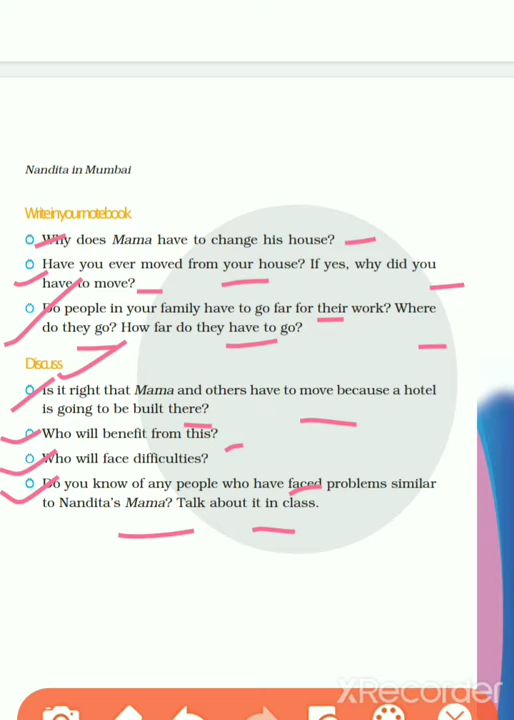 Nandita in Mumbai
Write in your notebook
Why does Mama have to change his house?
Have you ever moved from your house? If yes, why did you
have to move?
Do people in your family have to go far for their work? Where
do they go? How far do they have to go?
Discuss
Is it right that Mama and others have to move because a hotel
is going to be built there?
Who will benefit from this?
Who will face difficulties?
Do you know of any people who have faced problems similar
to Nandita's Mama? Talk about it in class.
XRecorder